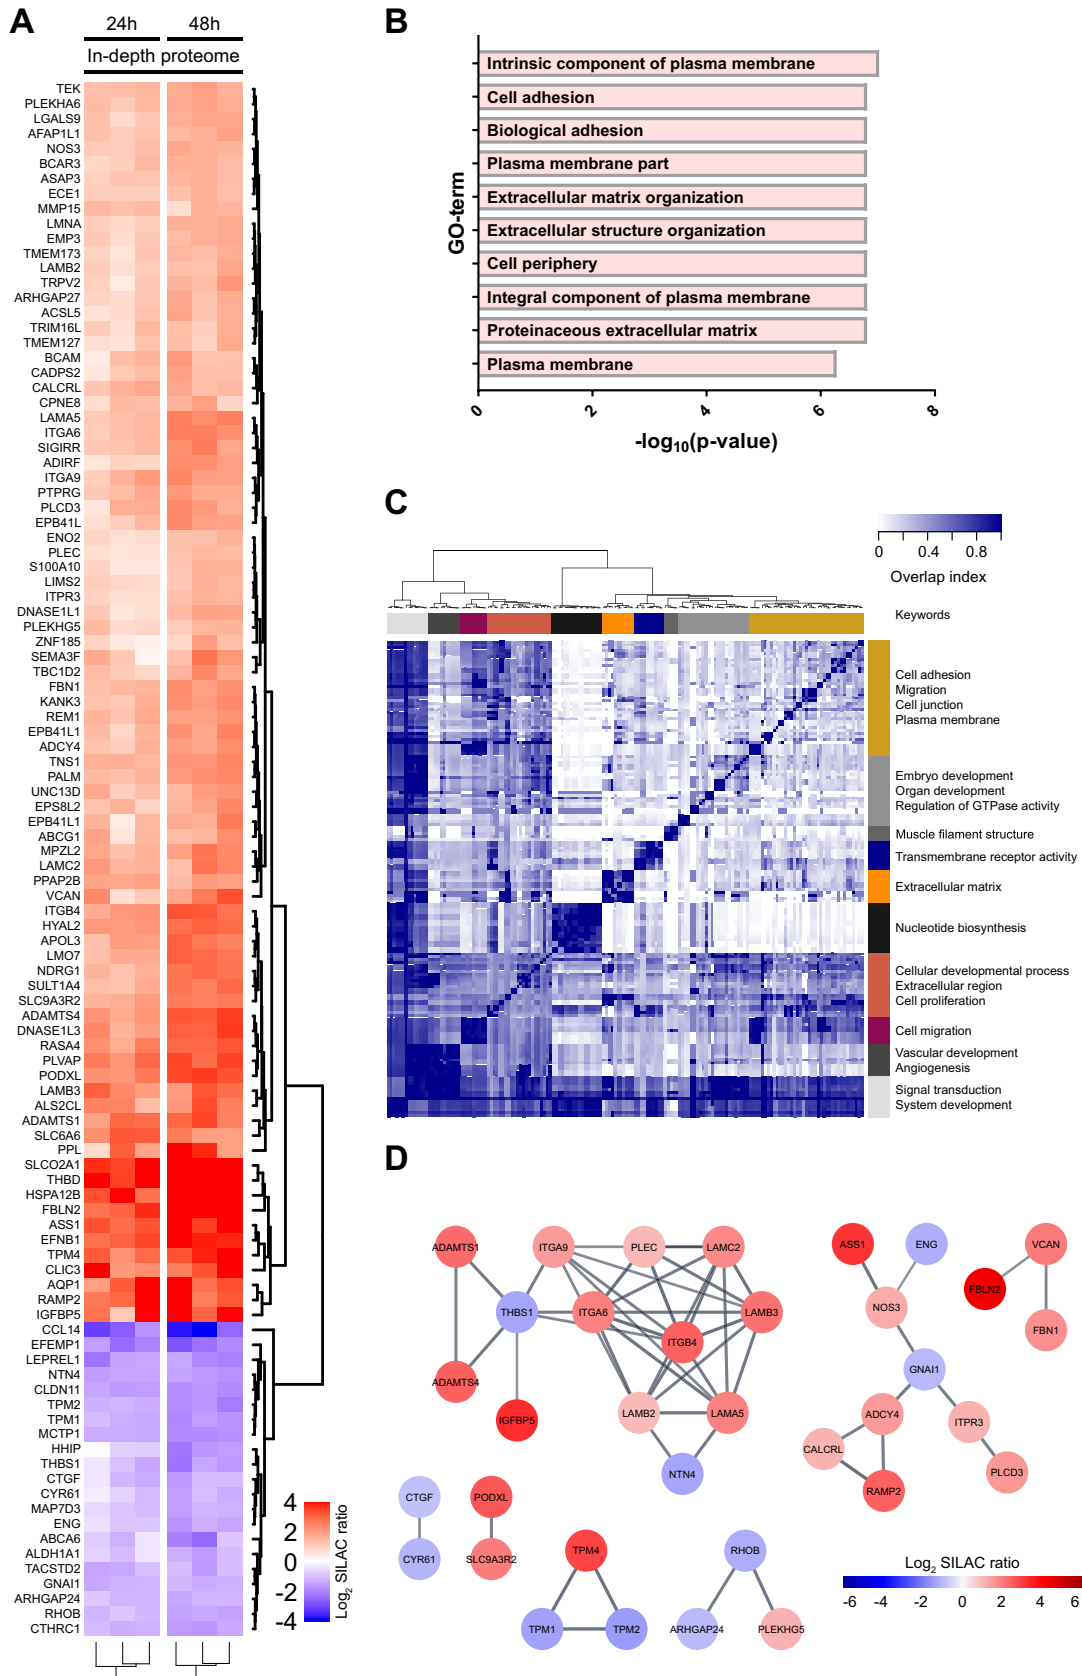 A
24h
48h
In-depth proteome
TEK
PLEKHA6
LGALS9
AFAP1L1
NOS3
BCAR3
ASAP3
ECE1
MMP15
LMNA
EMP3
TMEM173
LAMB2
TRPV2
ARHGAP27
ACSL5
TRIM16L
TMEM127
BCAM
CADPS2
CALCRL
CPNE8
LAMA5
ITGA6
SIGIRR
ADIRF
ITGA9
PTPRG
PLCD3
EPB41L
ENO2
PLEC
S100A10
LIMS2
ITPR3
DNASE1L1
PLEKHG5
ZNF185
SEMA3F
TBC1D2
FBN1
KANK3
REM1
EPB41L1
ADCY4
TNS1
PALM
UNC13D
EPS8L2
EPB41L1
ABCG1
MPZL2
LAMC2
PPAP2B
VCAN
ITGB4
HYAL2
APOL3
LMO7
NDRG1
SULT1A4
SLC9A3R2
ADAMTS4
DNASE1L3
RASA4
PLVAP
PODXL
LAMB3
ALS2CL
ADAMTS1
SLC6A6
PPL
SLCO2A1
THBD
HSPA12B
FBLN2
ASS1
EFNB1
TPM4
CLIC3
AQP1
RAMP2
IGFBP5
CCL14
EFEMP1
LEPREL1
NTN4
CLDN11
TPM2
TPM1
MCTP1
HHIP
THBS1
CTGF
CYR61
MAP7D3
ENG
ABCA6
ALDH1A1
TACSTD2
GNAI1
ARHGAP24
RHOB
CTHRC1
4
2
0
-2
-4
Log2 SILAC ratio
B
GO-term
Intrinsic component of plasma membrane
Cell adhesion
Biological adhesion
Plasma membrane part
Extracellular matrix organization
Extracellular structure organization
Cell periphery
Integral component of plasma membrane
Proteinaceous extracellular matrix
Plasma membrane
0 2 4 6 8
-log10(p-value)
C
0 0.4 0.8
Overlap index
Keywords
Cell adhesion
Migration
Cell junction
Plasma membrane
Embryo development
Organ development
Regulation of GTPase activity
Muscle filament structure
Transmembrane receptor activity
Extracellular matrix
Nucleotide biosynthesis
Cellular developmental process
Extracellular region
Cell proliferation
Cell migration
Vascular development
Angiogenesis
Signal transduction
System development
D
ADAMTS1
ITGA9
PLEC
LAMC2
THBS1
ITGA6
LAMB3
ITGB4
ADAMTS4
IGFBP5
LAMB2
LAMA5
NTN4
ASS1
ENG
VCAN
FBLN2
NOS3
FBN1
GNAI1
ADCY4
ITPR3
CALCRL
PLCD3
RAMP2
CTGF
PODXL
CYR61
SLC9A3R2
TPM4
TPM1
TPM2
RHOB
ARHGAP24
PLEKHG5
Log2 SILAC ratio
-6 -4 -2 0 2 4 6